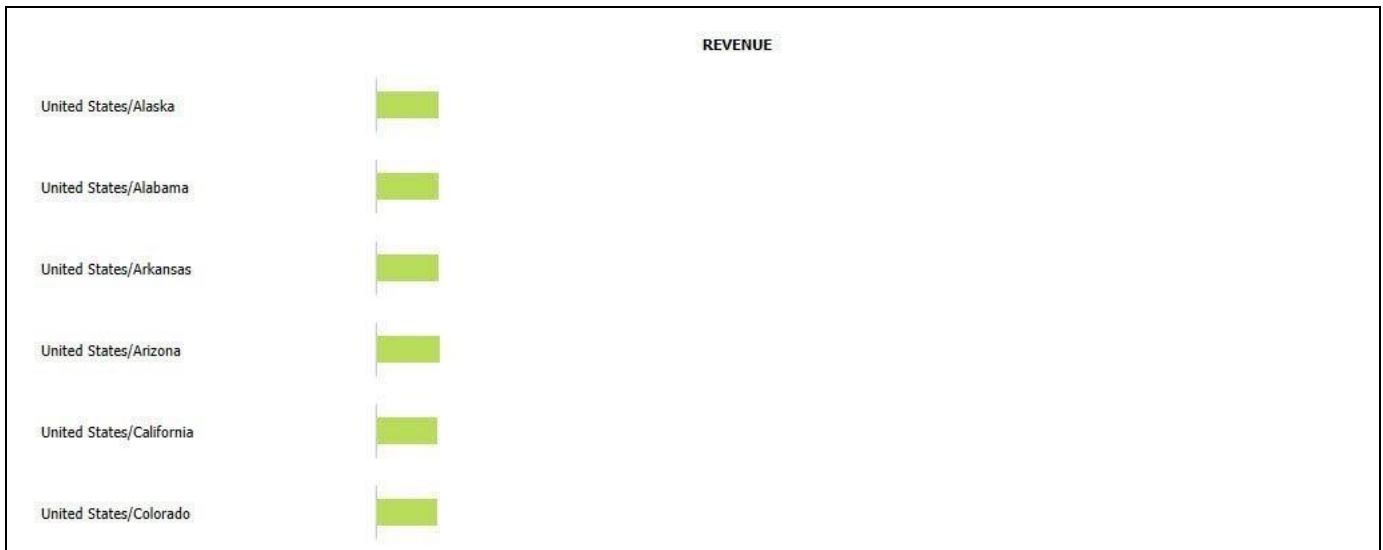 REVENUE
United States/Alaska
United States/Alabama
United States/Arkansas
United States/Arizona
United States/California
United States/Colorado